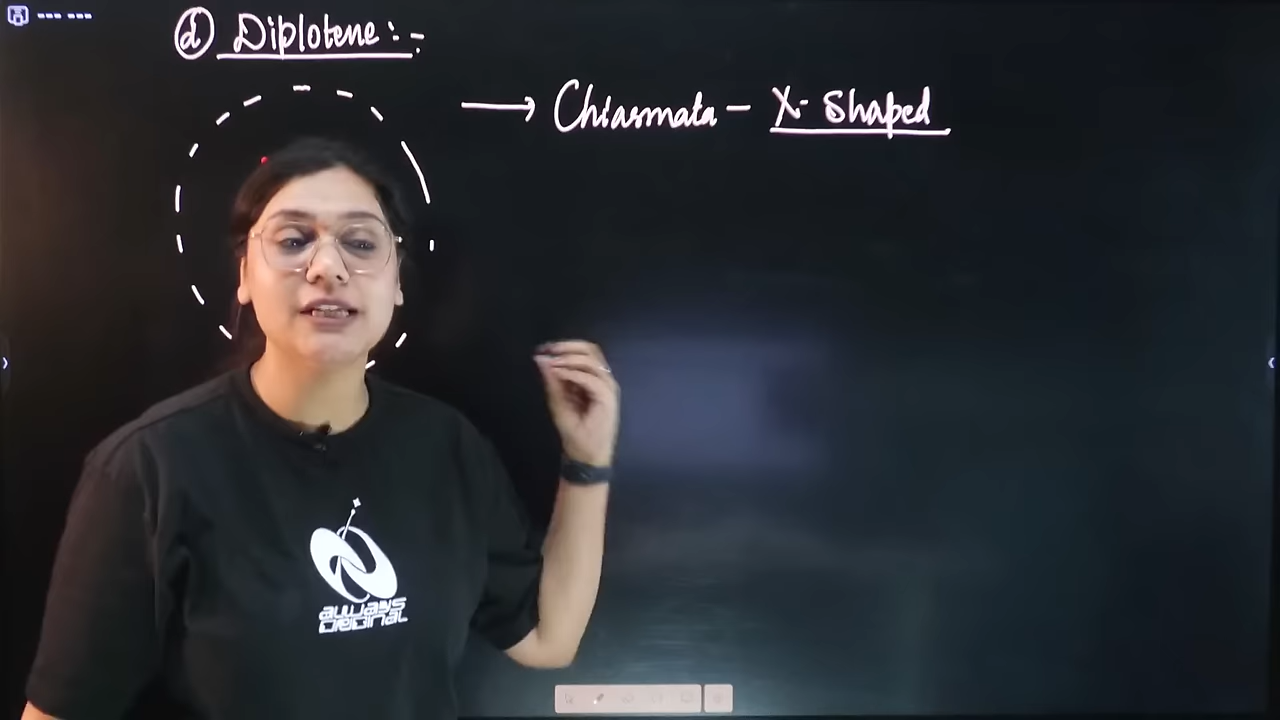 ⓓ Diplotene :-
→ Chiasmata - X-Shaped
always
original